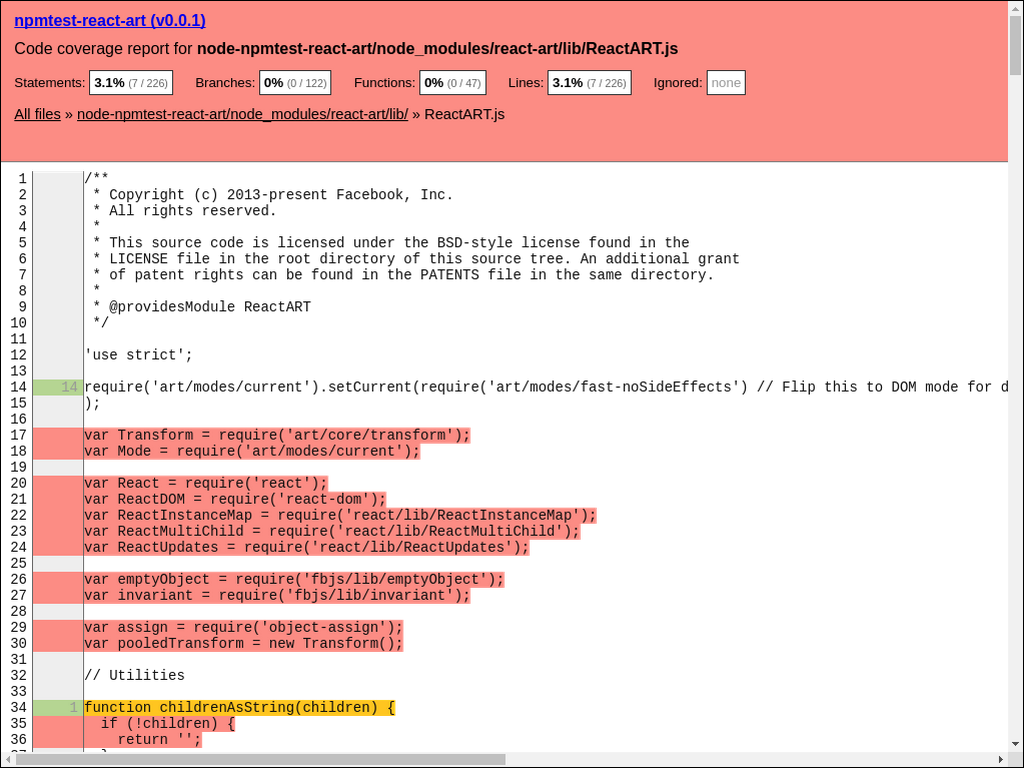 npmtest-react-art (v0.0.1)
Code coverage report for node-npmtest-react-art/node_modules/react-art/lib/ReactART.js
Statements: 3.1% (7 / 226) Branches: 0% (0 / 122) Functions: 0% (0 / 47) Lines: 3.1% (7 / 226) Ignored: none
All files » node-npmtest-react-art/node_modules/react-art/lib/ » ReactART.js
1 /**
2  * Copyright (c) 2013-present Facebook, Inc.
3  * All rights reserved.
4  *
5  * This source code is licensed under the BSD-style license found in the
6  * LICENSE file in the root directory of this source tree. An additional grant
7  * of patent rights can be found in the PATENTS file in the same directory.
8  *
9  * @providesModule ReactART
10  */
11
12 'use strict';
13
14 14 require('art/modes/current').setCurrent(require('art/modes/fast-noSideEffects') // Flip this to DOM mode for d
15 );
16
17 var Transform = require('art/core/transform');
18 var Mode = require('art/modes/current');
19
20 var React = require('react');
21 var ReactDOM = require('react-dom');
22 var ReactInstanceMap = require('react/lib/ReactInstanceMap');
23 var ReactMultiChild = require('react/lib/ReactMultiChild');
24 var ReactUpdates = require('react/lib/ReactUpdates');
25
26 var emptyObject = require('fbjs/lib/emptyObject');
27 var invariant = require('fbjs/lib/invariant');
28
29 var assign = require('object-assign');
30 var pooledTransform = new Transform();
31
32 // Utilities
33
34 1 function childrenAsString(children) {
35   if (!children) {
36     return '';